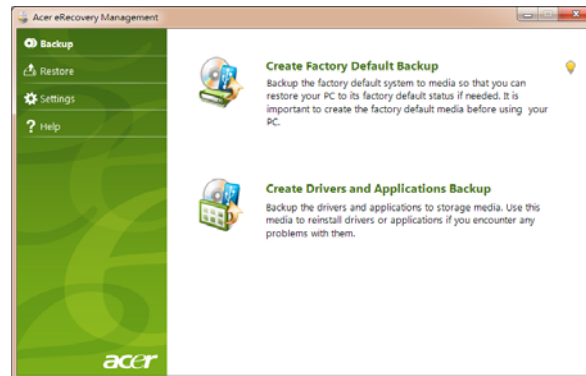 Acer eRecovery Management
Backup
Restore
Settings
? Help
Create Factory Default Backup
Backup the factory default system to media so that you can
restore your PC to its factory default status if needed. It is
important to create the factory default media before using your
PC.
Create Drivers and Applications Backup
Backup the drivers and applications to storage media. Use this
media to reinstall drivers or applications if you encounter any
problems with them.
acer